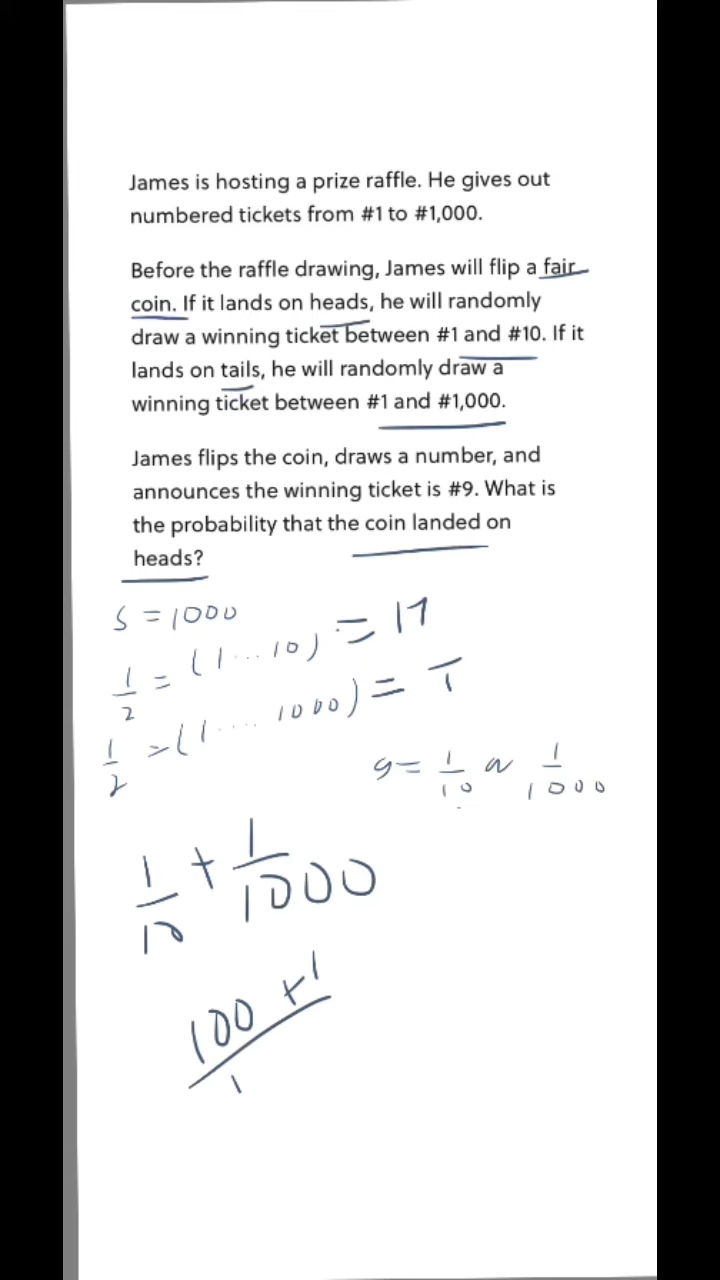 James is hosting a prize raffle. He gives out
numbered tickets from #1 to #1,000.
Before the raffle drawing, James will flip a fair
coin. If it lands on heads, he will randomly
draw a winning ticket between #1 and #10. If it
lands on tails, he will randomly draw a
winning ticket between #1 and #1,000.
James flips the coin, draws a number, and
announces the winning ticket is #9. What is
the probability that the coin landed on
heads?
S = 1000
1/2 = (1 ... 10) = H
1/2 = (1 .... 1000) = T
9 = 1/10 or 1/1000
1/10 + 1/1000
100 + 1
1